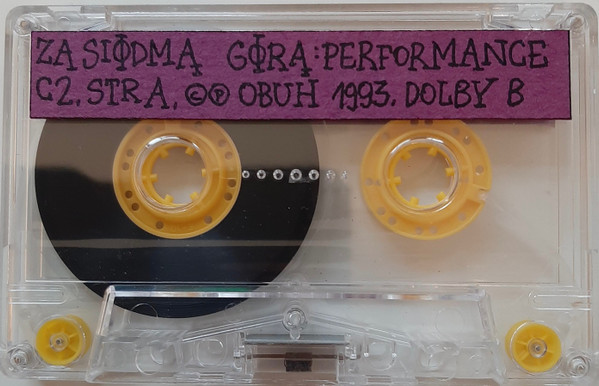 ZA SIÓDMĄ GÓRĄ: PERFORMANCE
C2, STR A, © ℗ OBUH 1993. DOLBY B